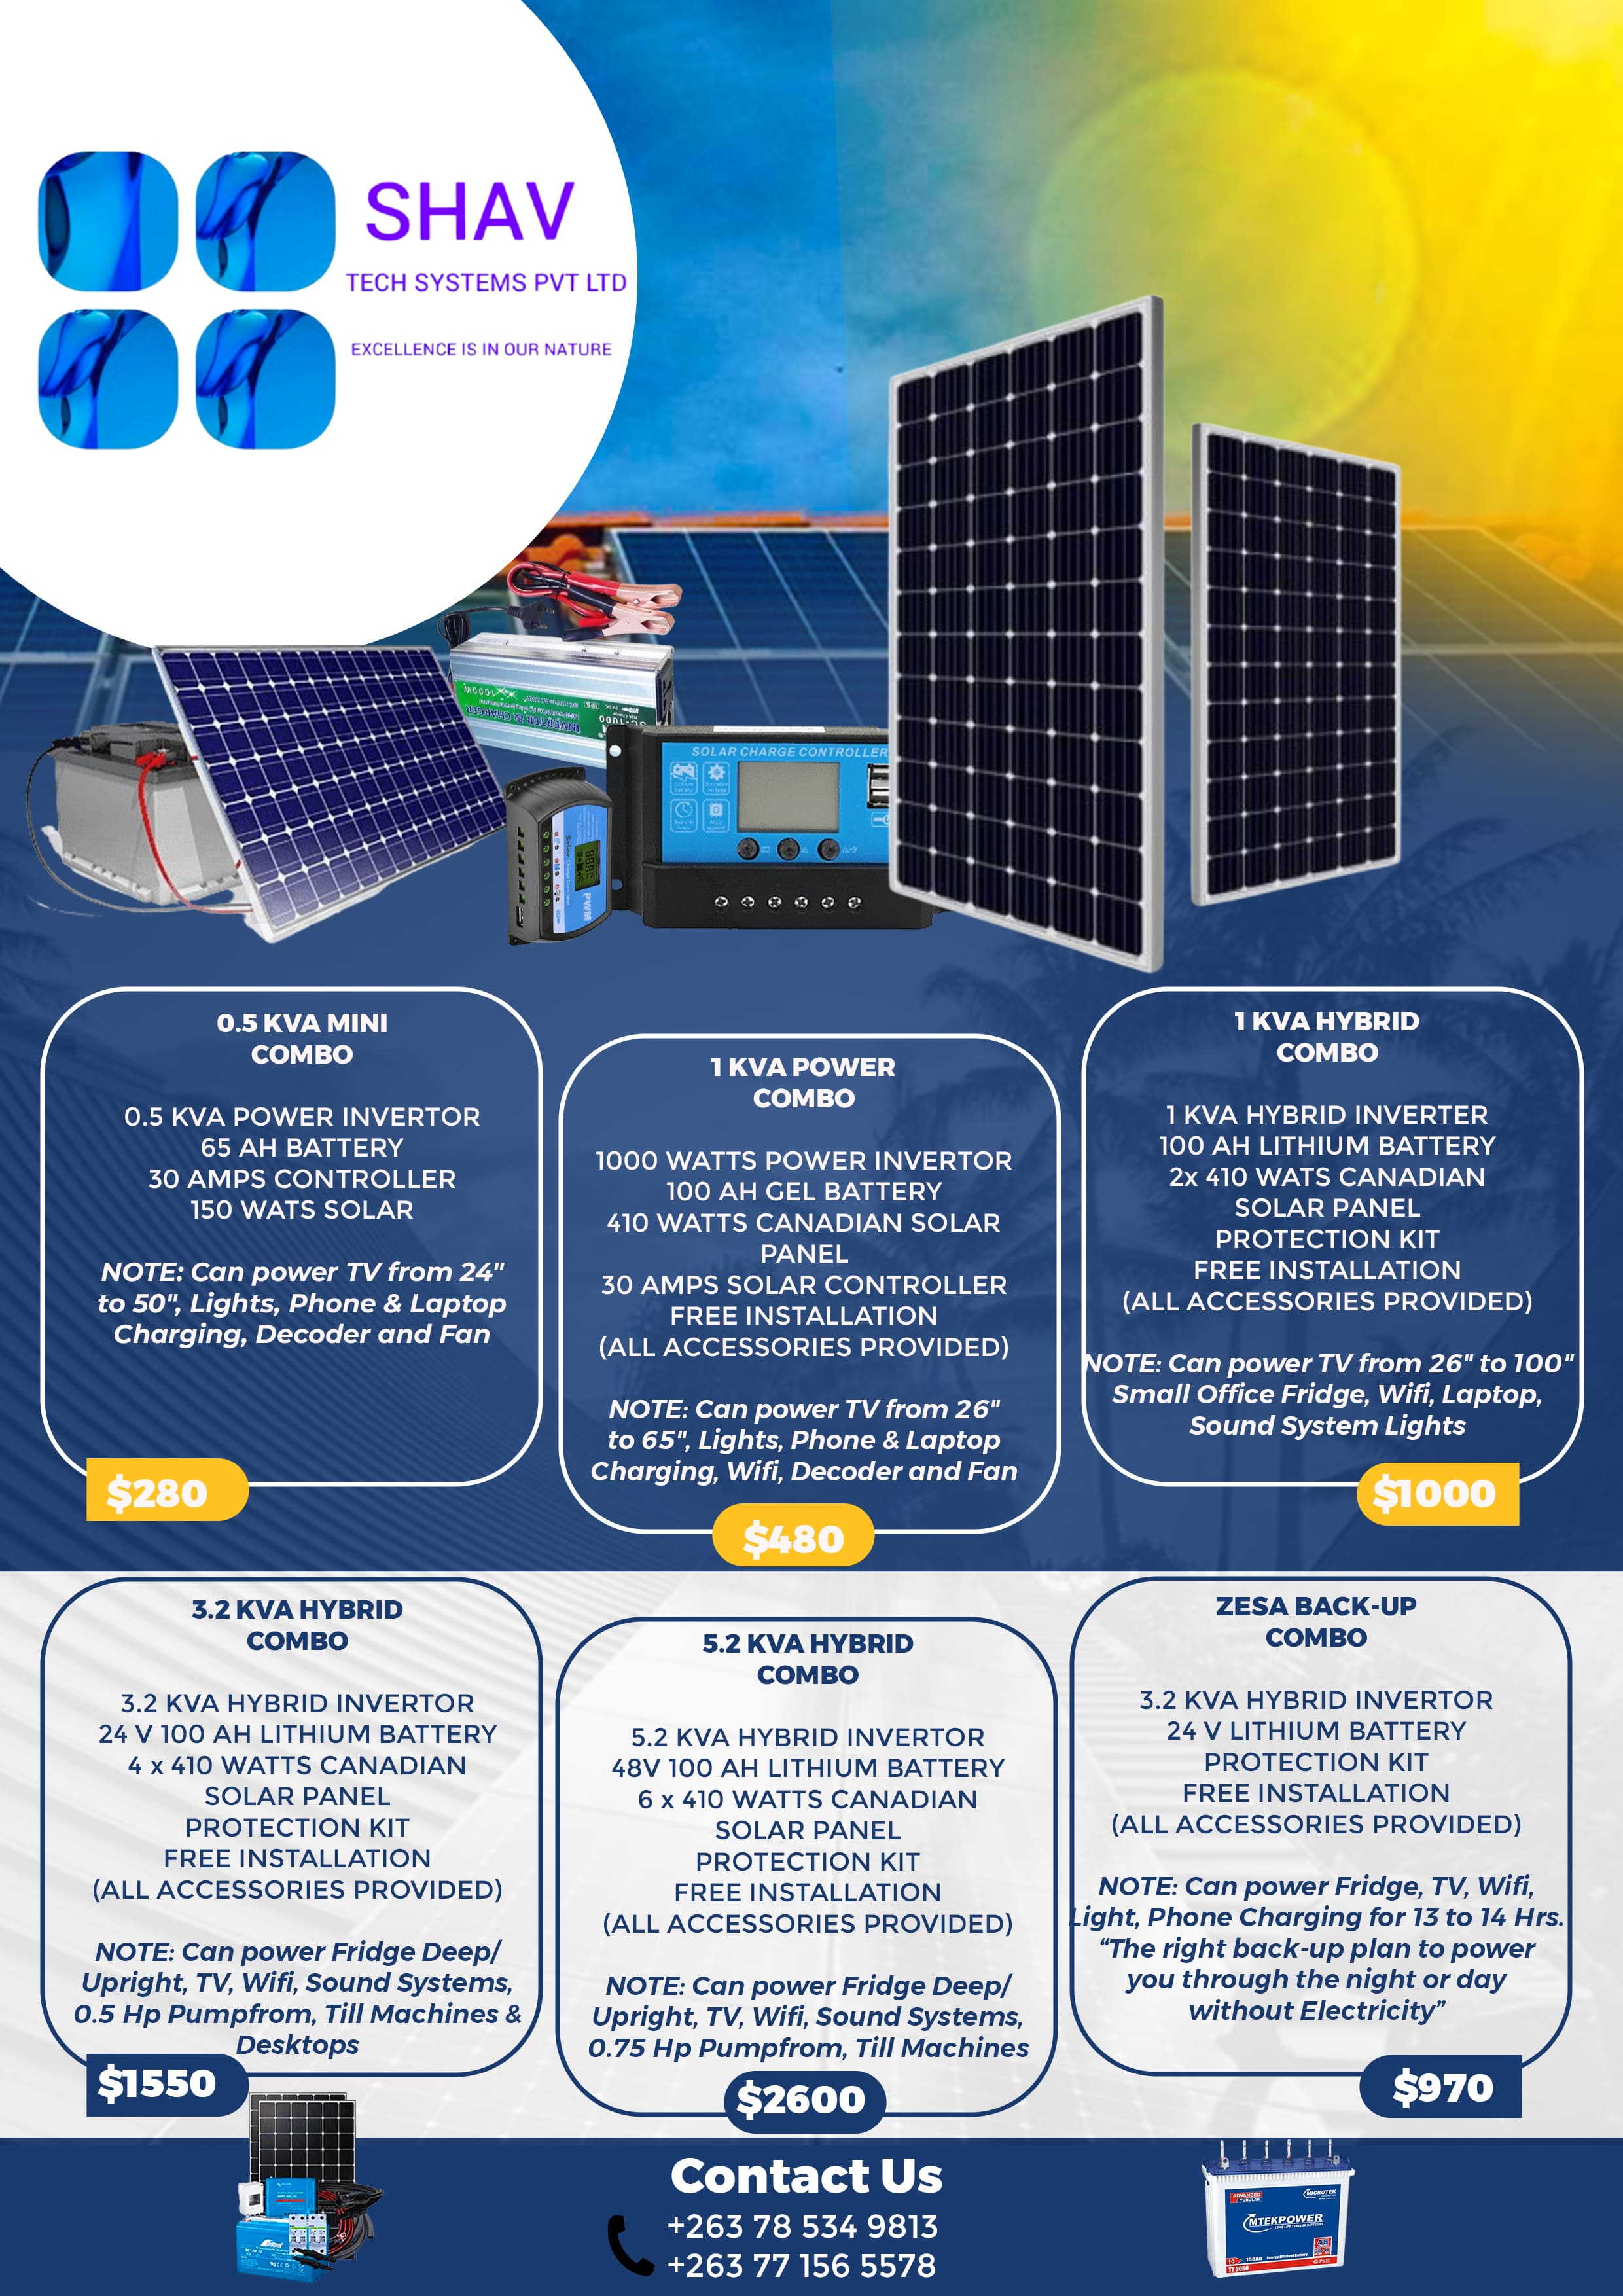 SHAV
TECH SYSTEMS PVT LTD
EXCELLENCE IS IN OUR NATURE
INVERTER & CHARGER
1000W
SOLAR CHARGE CONTROLLER
PWM
0.5 KVA MINI
COMBO
0.5 KVA POWER INVERTOR
65 AH BATTERY
30 AMPS CONTROLLER
150 WATS SOLAR
NOTE: Can power TV from 24"
to 50", Lights, Phone & Laptop
Charging, Decoder and Fan
$280
1 KVA POWER
COMBO
1000 WATTS POWER INVERTOR
100 AH GEL BATTERY
410 WATTS CANADIAN SOLAR
PANEL
30 AMPS SOLAR CONTROLLER
FREE INSTALLATION
(ALL ACCESSORIES PROVIDED)
NOTE: Can power TV from 26"
to 65", Lights, Phone & Laptop
Charging, Wifi, Decoder and Fan
$480
1 KVA HYBRID
COMBO
1 KVA HYBRID INVERTER
100 AH LITHIUM BATTERY
2x 410 WATS CANADIAN
SOLAR PANEL
PROTECTION KIT
FREE INSTALLATION
(ALL ACCESSORIES PROVIDED)
NOTE: Can power TV from 26" to 100"
Small Office Fridge, Wifi, Laptop,
Sound System Lights
$1000
3.2 KVA HYBRID
COMBO
3.2 KVA HYBRID INVERTOR
24 V 100 AH LITHIUM BATTERY
4 x 410 WATTS CANADIAN
SOLAR PANEL
PROTECTION KIT
FREE INSTALLATION
(ALL ACCESSORIES PROVIDED)
NOTE: Can power Fridge Deep/
Upright, TV, Wifi, Sound Systems,
0.5 Hp Pumpfrom, Till Machines &
Desktops
$1550
5.2 KVA HYBRID
COMBO
5.2 KVA HYBRID INVERTOR
48V 100 AH LITHIUM BATTERY
6 x 410 WATTS CANADIAN
SOLAR PANEL
PROTECTION KIT
FREE INSTALLATION
(ALL ACCESSORIES PROVIDED)
NOTE: Can power Fridge Deep/
Upright, TV, Wifi, Sound Systems,
0.75 Hp Pumpfrom, Till Machines
$2600
ZESA BACK-UP
COMBO
3.2 KVA HYBRID INVERTOR
24 V LITHIUM BATTERY
PROTECTION KIT
FREE INSTALLATION
(ALL ACCESSORIES PROVIDED)
NOTE: Can power Fridge, TV, Wifi,
Light, Phone Charging for 13 to 14 Hrs.
“The right back-up plan to power
you through the night or day
without Electricity”
$970
Contact Us
+263 78 534 9813
+263 77 156 5578
ADVANCED
TUBULAR
MICROTEK
MTEKPOWER
150Ah
TT 3050